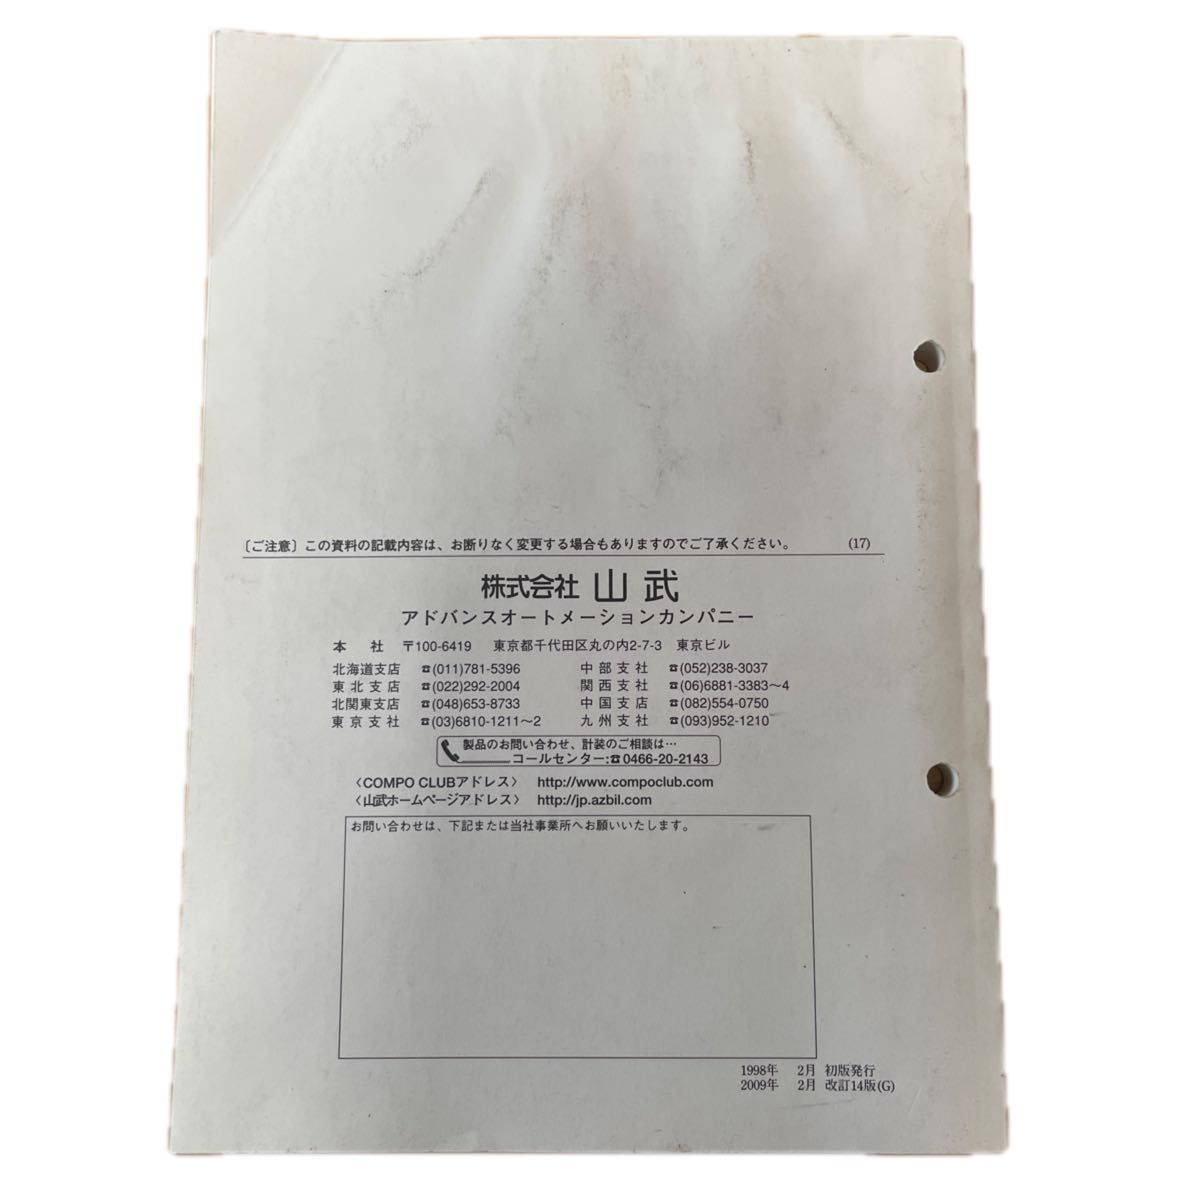 〔ご注意〕この資料の記載内容は、お断りなく変更する場合もありますのでご了承ください。 (17)
株式会社 山武
アドバンスオートメーションカンパニー
本 社 〒100-6419 東京都千代田区丸の内2-7-3 東京ビル
北海道支店 ☎(011)781-5396 中部支社 ☎(052)238-3037
東北支店 ☎(022)292-2004 関西支社 ☎(06)6881-3383〜4
北関東支店 ☎(048)653-8733 中国支店 ☎(082)554-0750
東京支社 ☎(03)6810-1211〜2 九州支社 ☎(093)952-1210
製品のお問い合わせ、計装のご相談は…
コールセンター:☎0466-20-2143
〈COMPO CLUBアドレス〉 http://www.compoclub.com
〈山武ホームページアドレス〉 http://jp.azbil.com
お問い合わせは、下記または当社事業所へお願いいたします。
1998年 2月 初版発行
2009年 2月 改訂14版(G)